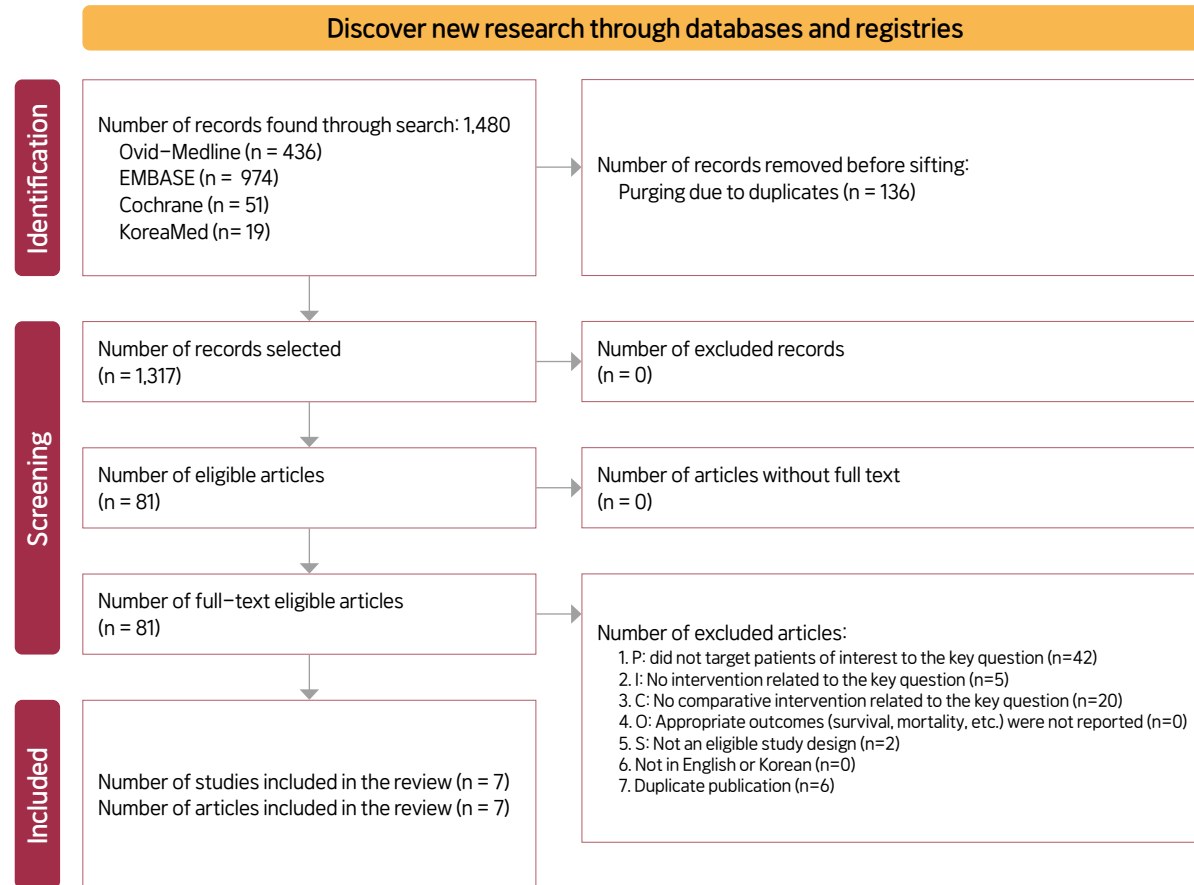 Discover new research through databases and registries
Identification
Number of records found through search: 1,480
Ovid-Medline (n = 436)
EMBASE (n = 974)
Cochrane (n = 51)
KoreaMed (n= 19)
Number of records removed before sifting:
Purging due to duplicates (n = 136)
Screening
Number of records selected
(n = 1,317)
Number of excluded records
(n = 0)
Number of eligible articles
(n = 81)
Number of articles without full text
(n = 0)
Number of full-text eligible articles
(n = 81)
Number of excluded articles:
1. P: did not target patients of interest to the key question (n=42)
2. I: No intervention related to the key question (n=5)
3. C: No comparative intervention related to the key question (n=20)
4. O: Appropriate outcomes (survival, mortality, etc.) were not reported (n=0)
5. S: Not an eligible study design (n=2)
6. Not in English or Korean (n=0)
7. Duplicate publication (n=6)
Included
Number of studies included in the review (n = 7)
Number of articles included in the review (n = 7)